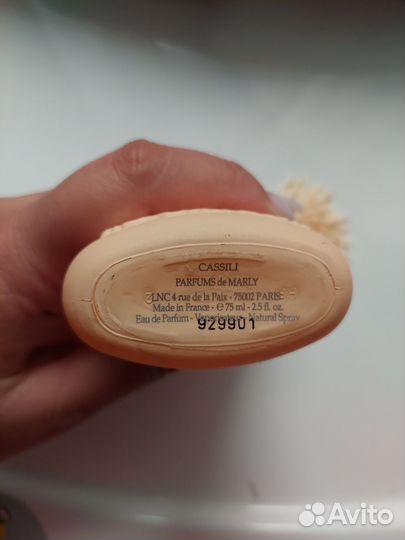 CASSILI
PARFUMS de MARLY
LNC 4 rue de la Paix - 75002 PARIS
Made in France - e 75 ml - 2.5 fl. oz.
Eau de Parfum - Vaporisateur - Natural Spray
929901
Avito